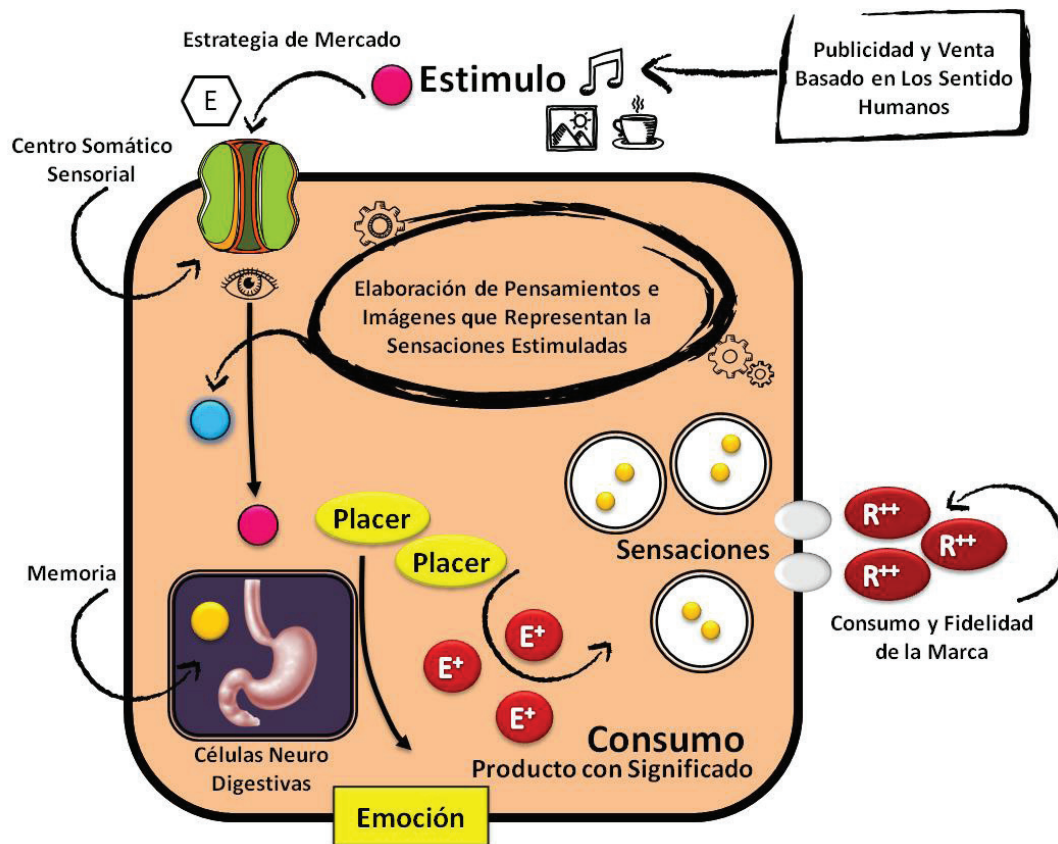 Estrategia de Mercado
Estimulo
Publicidad y Venta
Basado en Los Sentido
Humanos
E
Centro Somático
Sensorial
Elaboración de Pensamientos e
Imágenes que Representan la
Sensaciones Estimuladas
Placer
Placer
Sensaciones
R++
R++
R++
Consumo y Fidelidad
de la Marca
Memoria
E+
E+
E+
Células Neuro
Digestivas
Consumo
Producto con Significado
Emoción